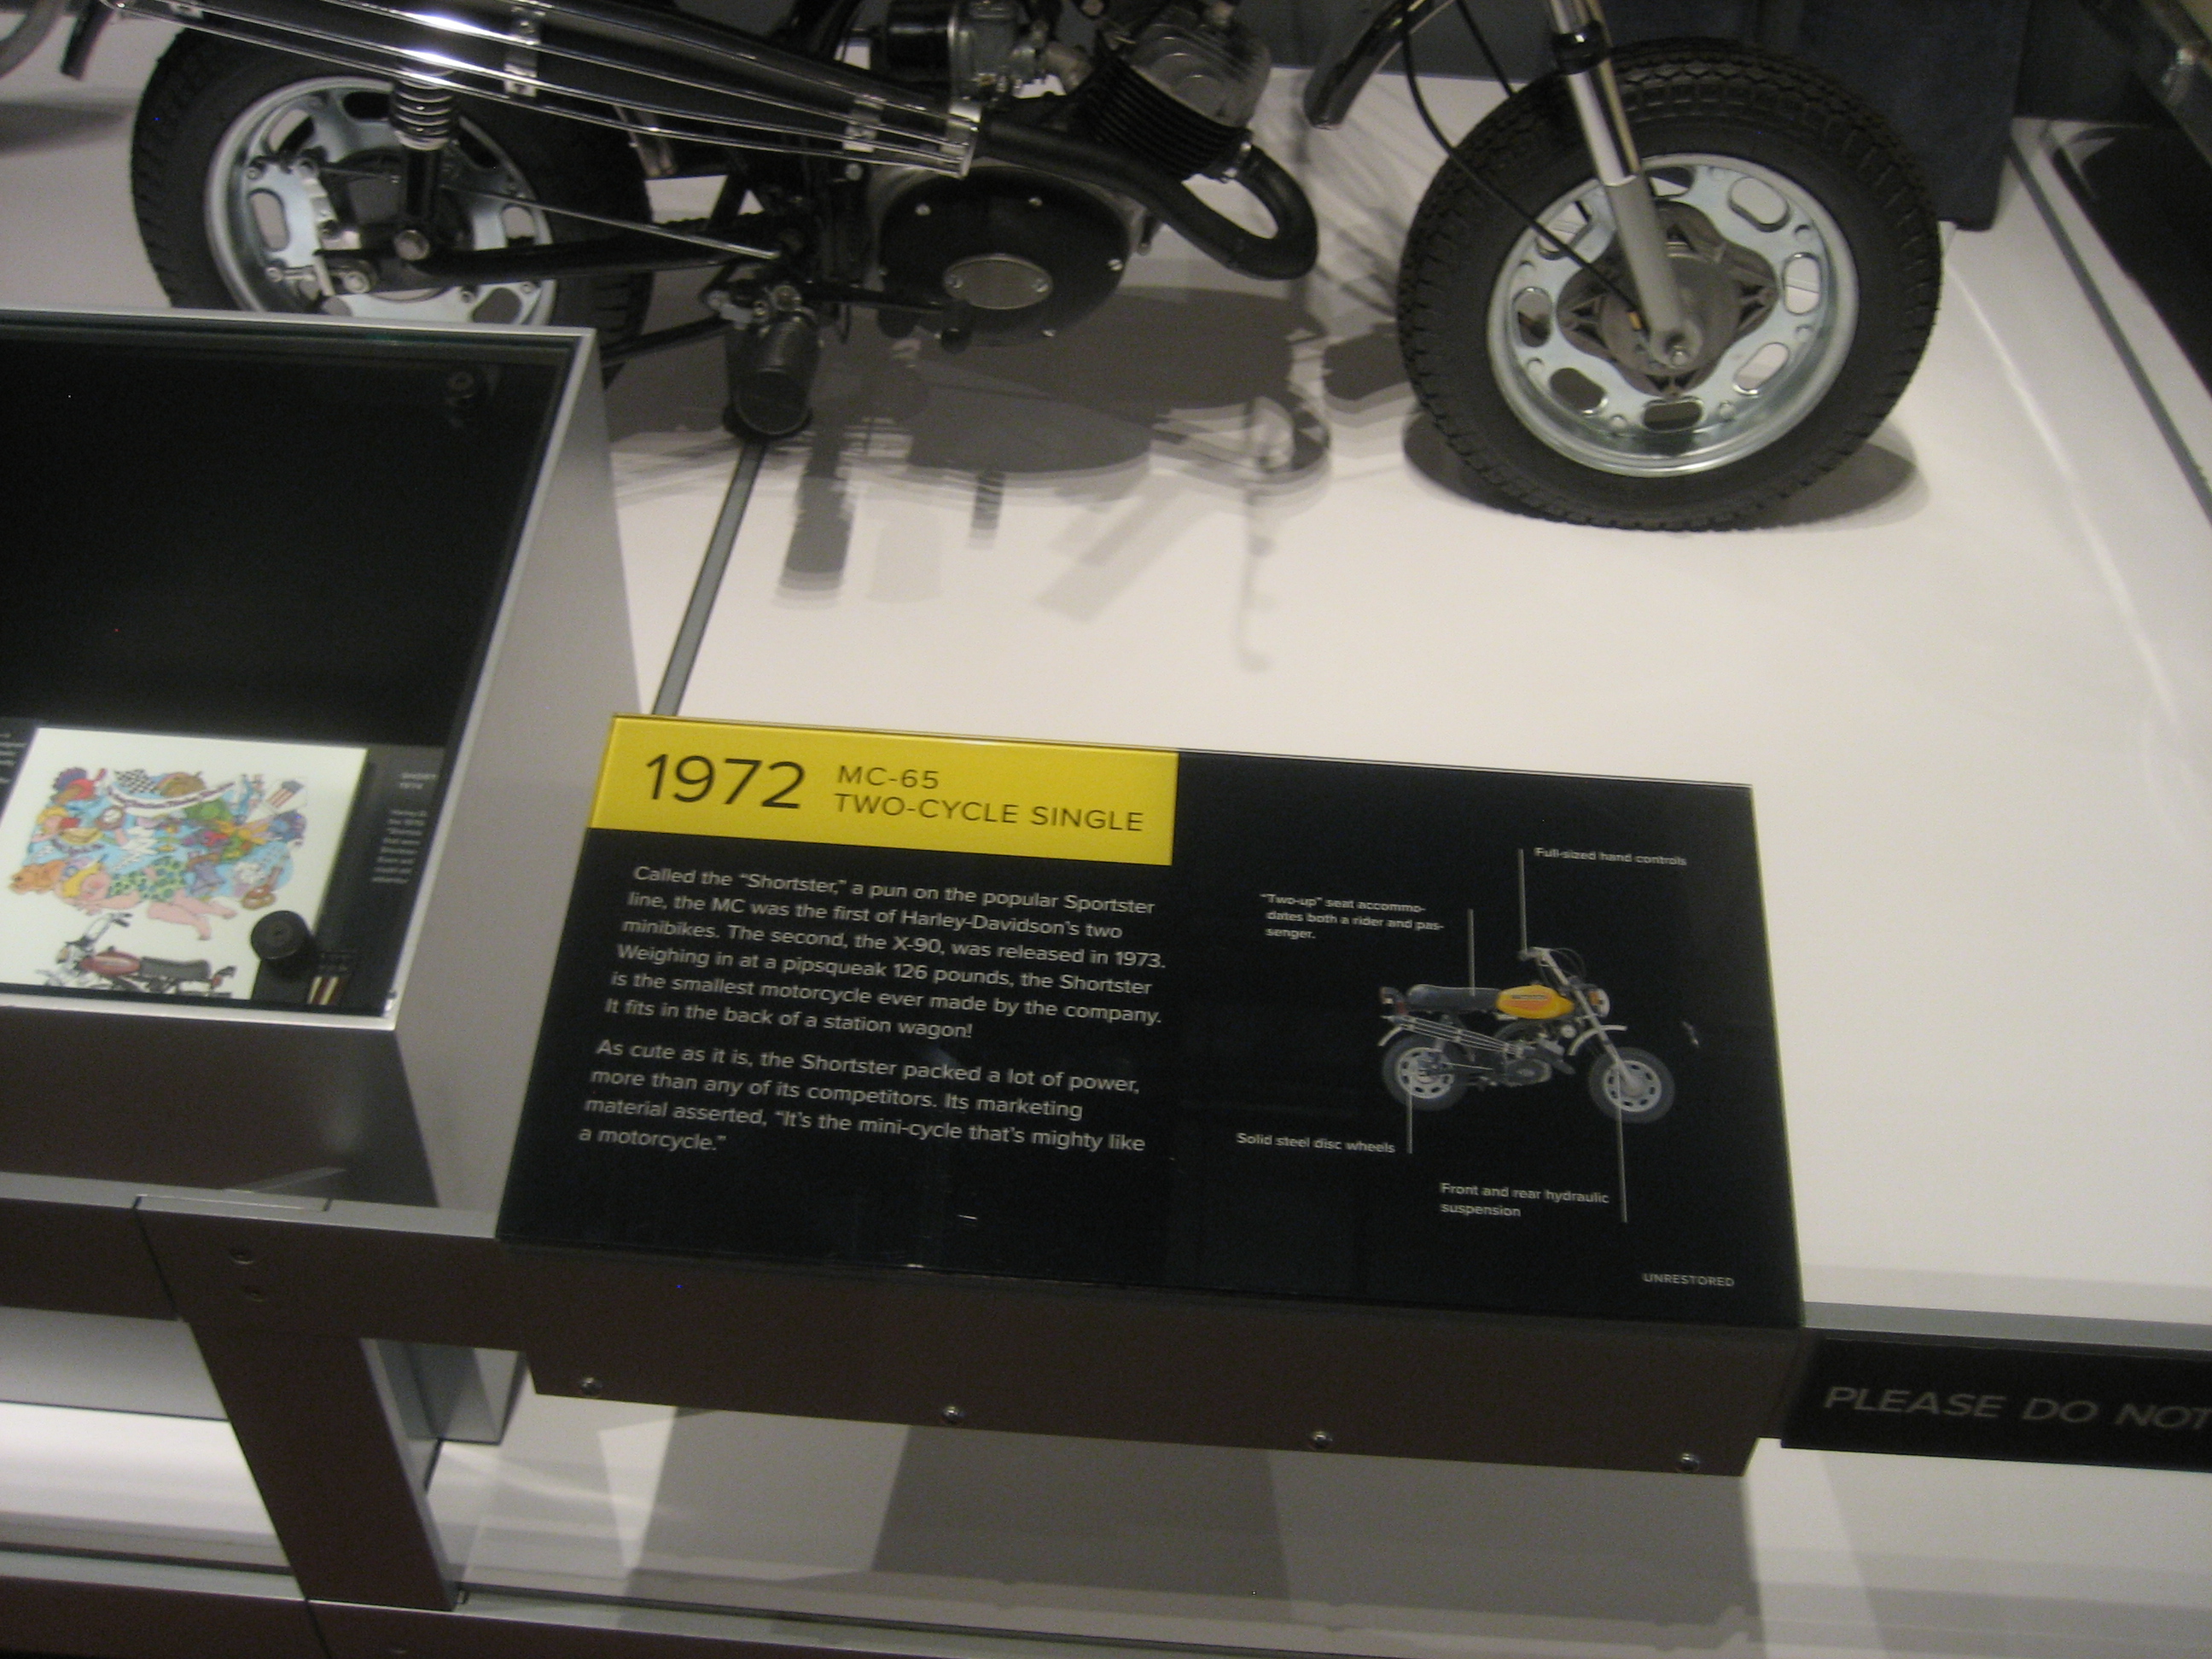 1972
MC-65
TWO-CYCLE SINGLE
Called the “Shortster,” a pun on the popular Sportster
line, the MC was the first of Harley-Davidson’s two
minibikes. The second, the X-90, was released in 1973.
Weighing in at a pipsqueak 126 pounds, the Shortster
is the smallest motorcycle ever made by the company.
It fits in the back of a station wagon!
As cute as it is, the Shortster packed a lot of power,
more than any of its competitors. Its marketing
material asserted, “It’s the mini-cycle that’s mighty like
a motorcycle.”
Full-sized hand controls
“Two-up” seat accommo-
dates both a rider and pas-
senger.
Solid steel disc wheels
Front and rear hydraulic
suspension
UNRESTORED
PLEASE DO NOT